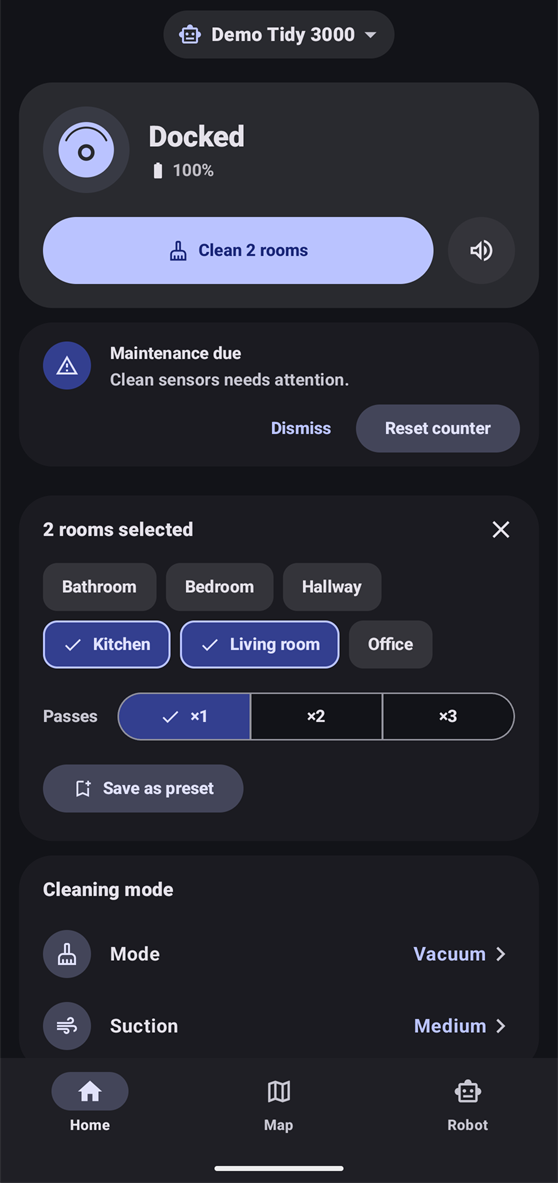 Demo Tidy 3000
Docked
100%
Clean 2 rooms
Maintenance due
Clean sensors needs attention.
Dismiss
Reset counter
2 rooms selected
Bathroom
Bedroom
Hallway
Kitchen
Living room
Office
Passes
×1
×2
×3
Save as preset
Cleaning mode
Mode
Vacuum
Suction
Medium
Home
Map
Robot